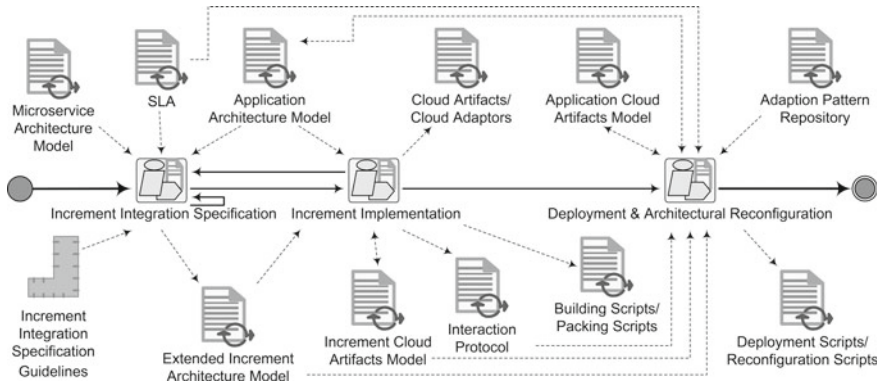 Microservice
Architecture
Model
SLA
Application
Architecture Model
Cloud Artifacts/
Cloud Adaptors
Application Cloud
Artifacts Model
Adaption Pattern
Repository
Increment Integration Specification
Increment Implementation
Deployment & Architectural Reconfiguration
Increment
Integration
Specification
Guidelines
Extended Increment
Architecture Model
Increment Cloud
Artifacts Model
Interaction
Protocol
Building Scripts/
Packing Scripts
Deployment Scripts/
Reconfiguration Scripts